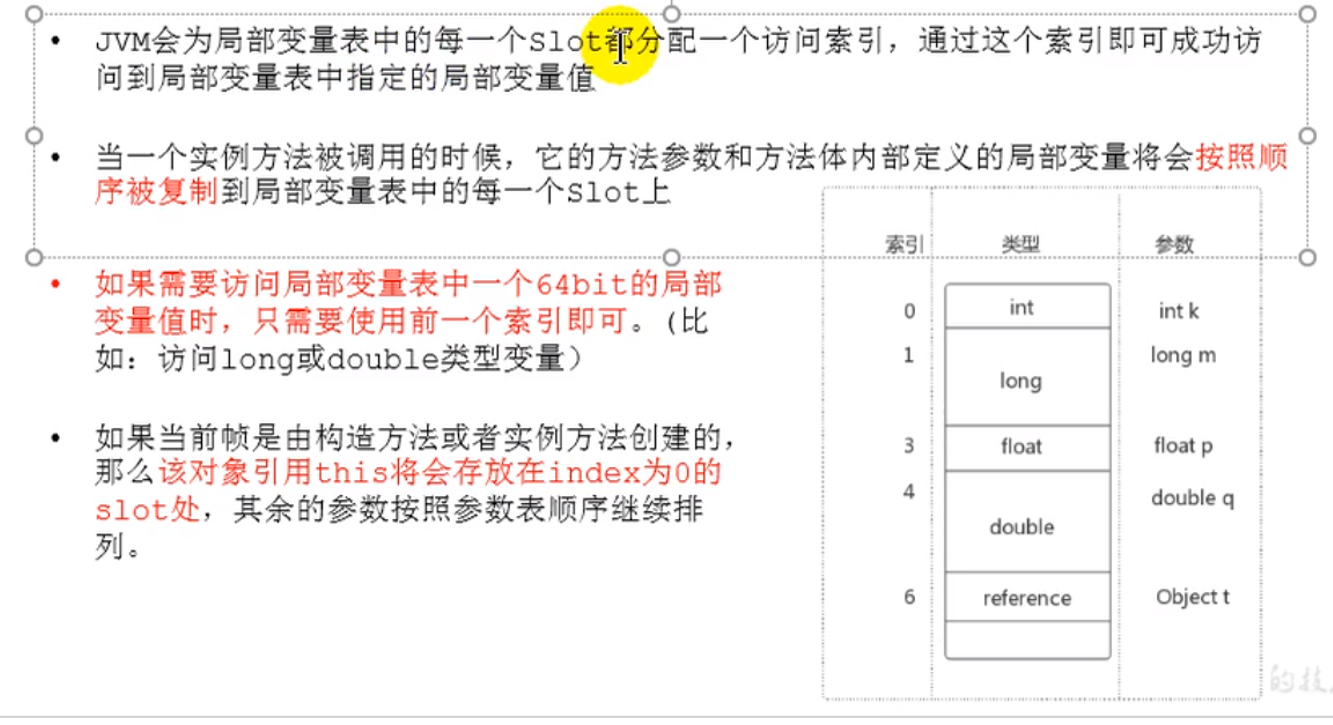 • JVM会为局部变量表中的每一个Slot都分配一个访问索引，通过这个索引即可成功访
问到局部变量表中指定的局部变量值
• 当一个实例方法被调用的时候，它的方法参数和方法体内部定义的局部变量将会按照顺
序被复制到局部变量表中的每一个Slot上
• 如果需要访问局部变量表中一个64bit的局部
变量值时，只需要使用前一个索引即可。(比
如：访问long或double类型变量）
• 如果当前帧是由构造方法或者实例方法创建的，
那么该对象引用this将会存放在index为0的
slot处，其余的参数按照参数表顺序继续排
列。
索引 类型 参数
0 int int k
1 long long m
3 float float p
4 double double q
6 reference Object t
的技